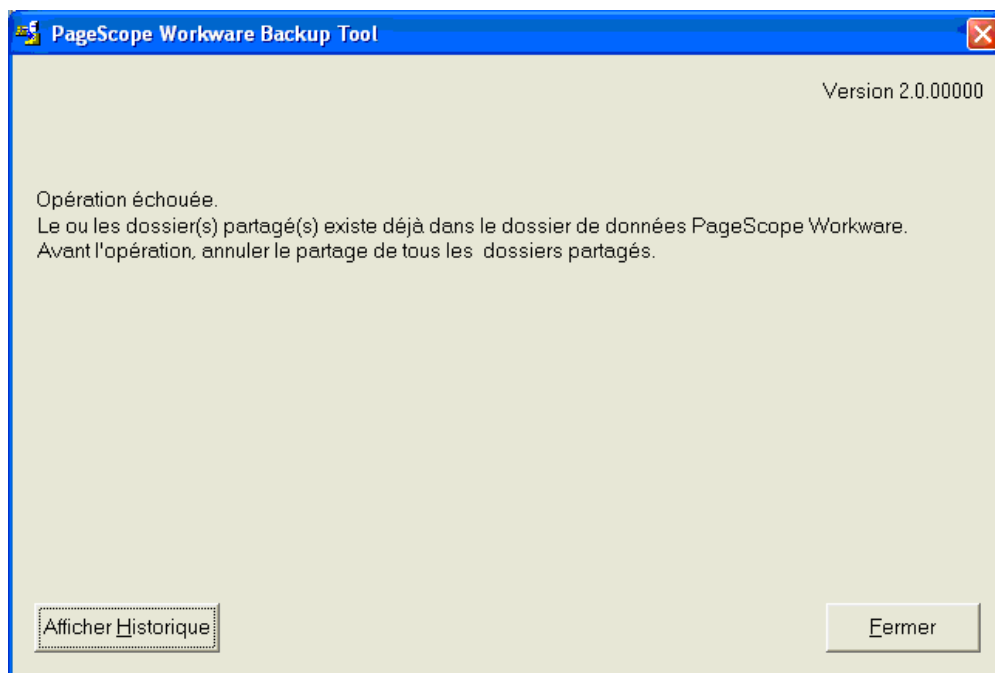 PageScope Workware Backup Tool
Version 2.0.00000
Opération échouée.
Le ou les dossier(s) partagé(s) existe déjà dans le dossier de données PageScope Workware.
Avant l'opération, annuler le partage de tous les  dossiers partagés.
Afficher Historique
Fermer